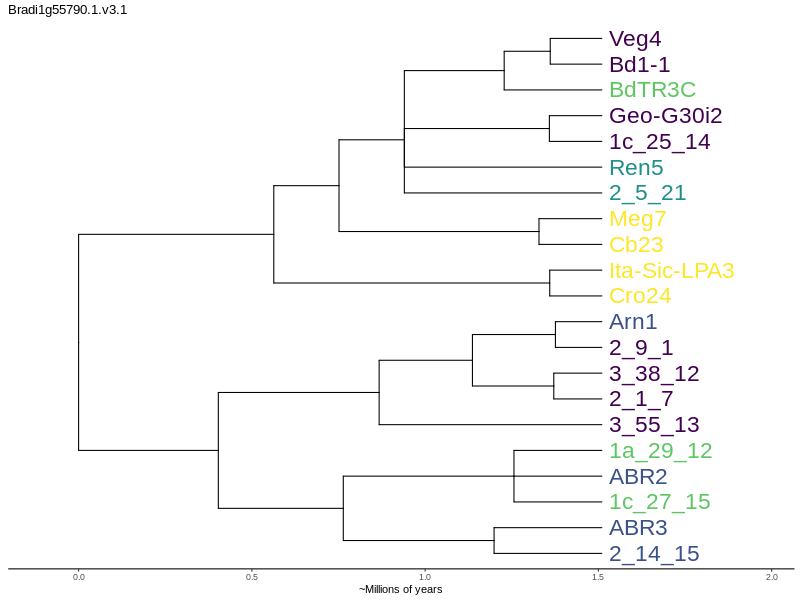 Bradi1g55790.1.v3.1
Veg4
Bd1-1
BdTR3C
Geo-G30i2
1c_25_14
Ren5
2_5_21
Meg7
Cb23
Ita-Sic-LPA3
Cro24
Arn1
2_9_1
3_38_12
2_1_7
3_55_13
1a_29_12
ABR2
1c_27_15
ABR3
2_14_15
0.0 0.5 1.0 1.5 2.0
~Millions of years